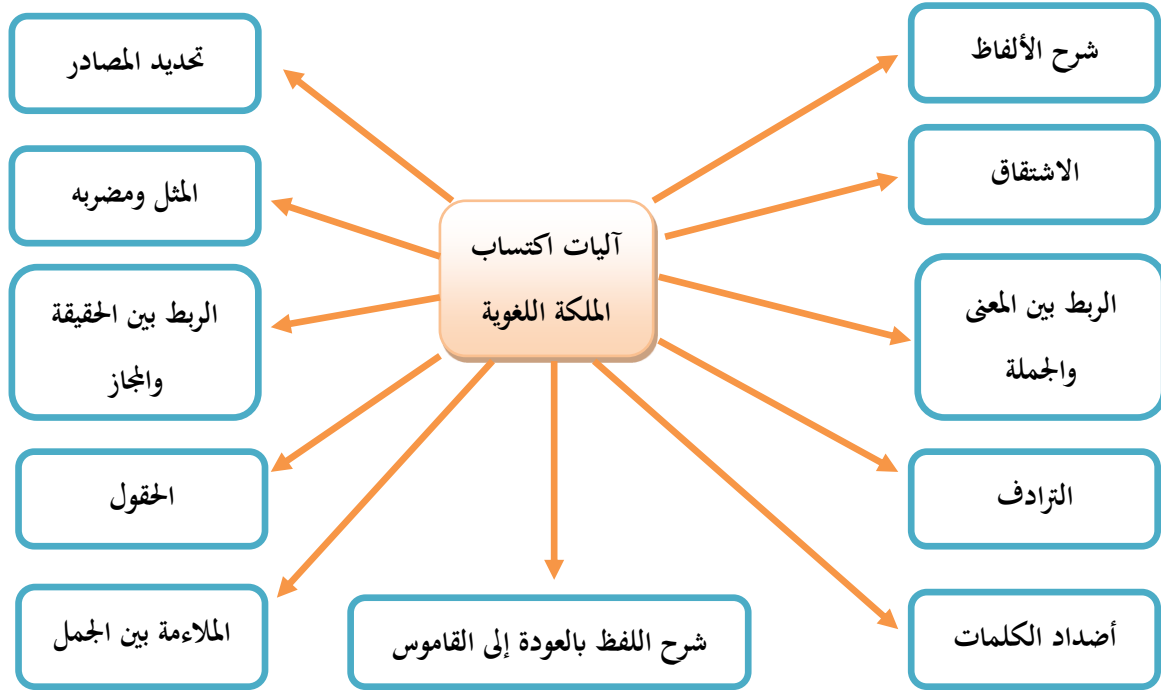 شرح الألفاظ
تحديد المصادر
الاشتقاق
المثل ومضربه
آليات اكتساب
الملكة اللغوية
الربط بين المعنى
والجملة
الربط بين الحقيقة
والمجاز
الترادف
الحقول
أضداد الكلمات
شرح اللفظ بالعودة إلى القاموس
الملاءمة بين الجمل